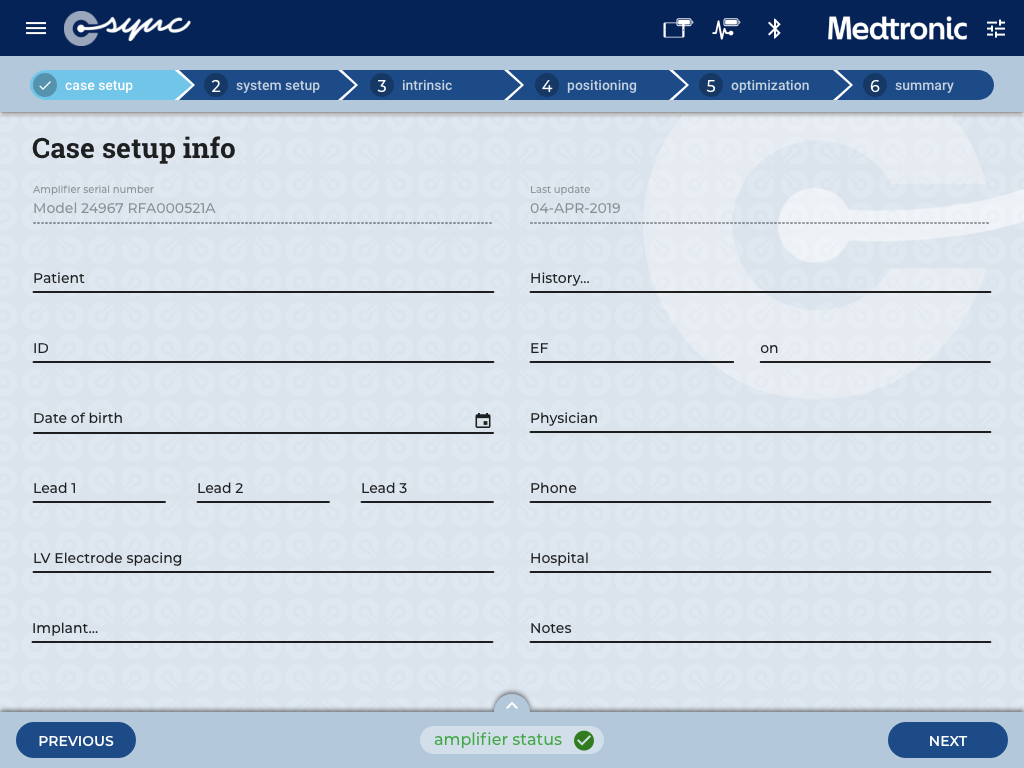 sync
Medtronic
case setup
2 system setup
3 intrinsic
4 positioning
5 optimization
6 summary
Case setup info
Amplifier serial number
Model 24967 RFA000521A
Last update
04-APR-2019
Patient
History...
ID
EF
on
Date of birth
Physician
Lead 1
Lead 2
Lead 3
Phone
LV Electrode spacing
Hospital
Implant...
Notes
PREVIOUS
amplifier status
NEXT